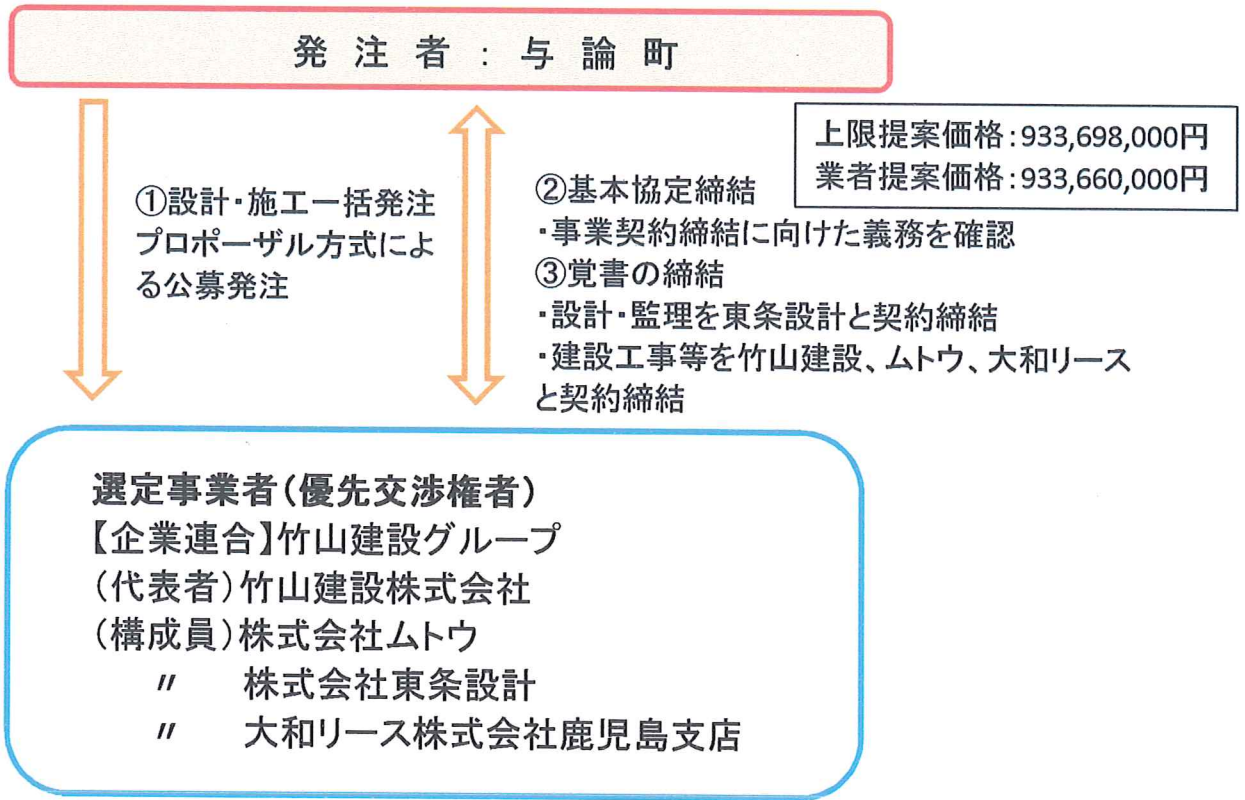 発 注 者 : 与 論 町
上限提案価格:933,698,000円
業者提案価格:933,660,000円
①設計・施工一括発注
プロポーザル方式によ
る公募発注
②基本協定締結
・事業契約締結に向けた義務を確認
③覚書の締結
・設計・監理を東条設計と契約締結
・建設工事等を竹山建設、ムトウ、大和リース
と契約締結
選定事業者(優先交渉権者)
【企業連合】竹山建設グループ
(代表者)竹山建設株式会社
(構成員)株式会社ムトウ
〃 株式会社東条設計
〃 大和リース株式会社鹿児島支店